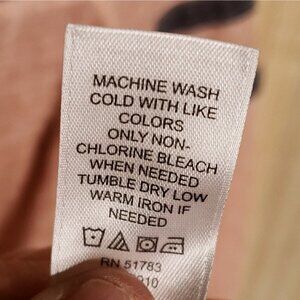 MACHINE WASH
COLD WITH LIKE
COLORS
ONLY NON-
CHLORINE BLEACH
WHEN NEEDED
TUMBLE DRY LOW
WARM IRON IF
NEEDED
RN 51783